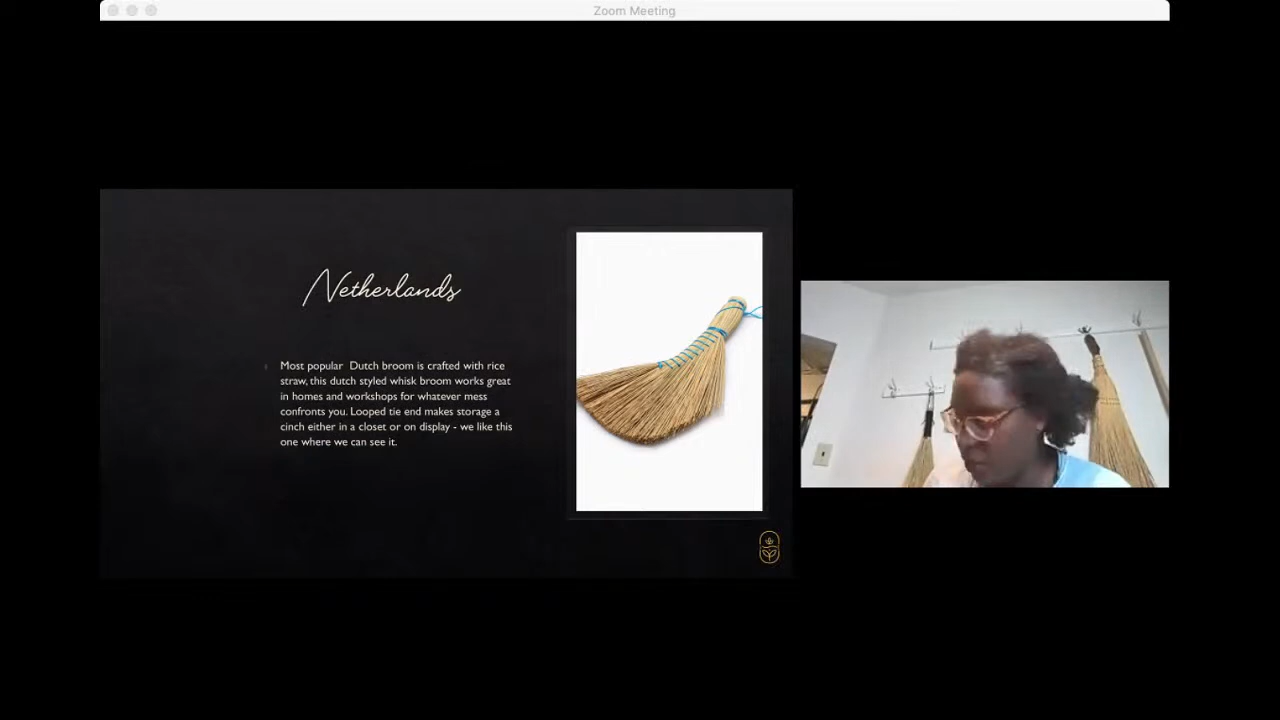 Zoom Meeting
Netherlands
Most popular  Dutch broom is crafted with rice
straw, this dutch styled whisk broom works great
in homes and workshops for whatever mess
confronts you. Looped tie end makes storage a
cinch either in a closet or on display - we like this
one where we can see it.